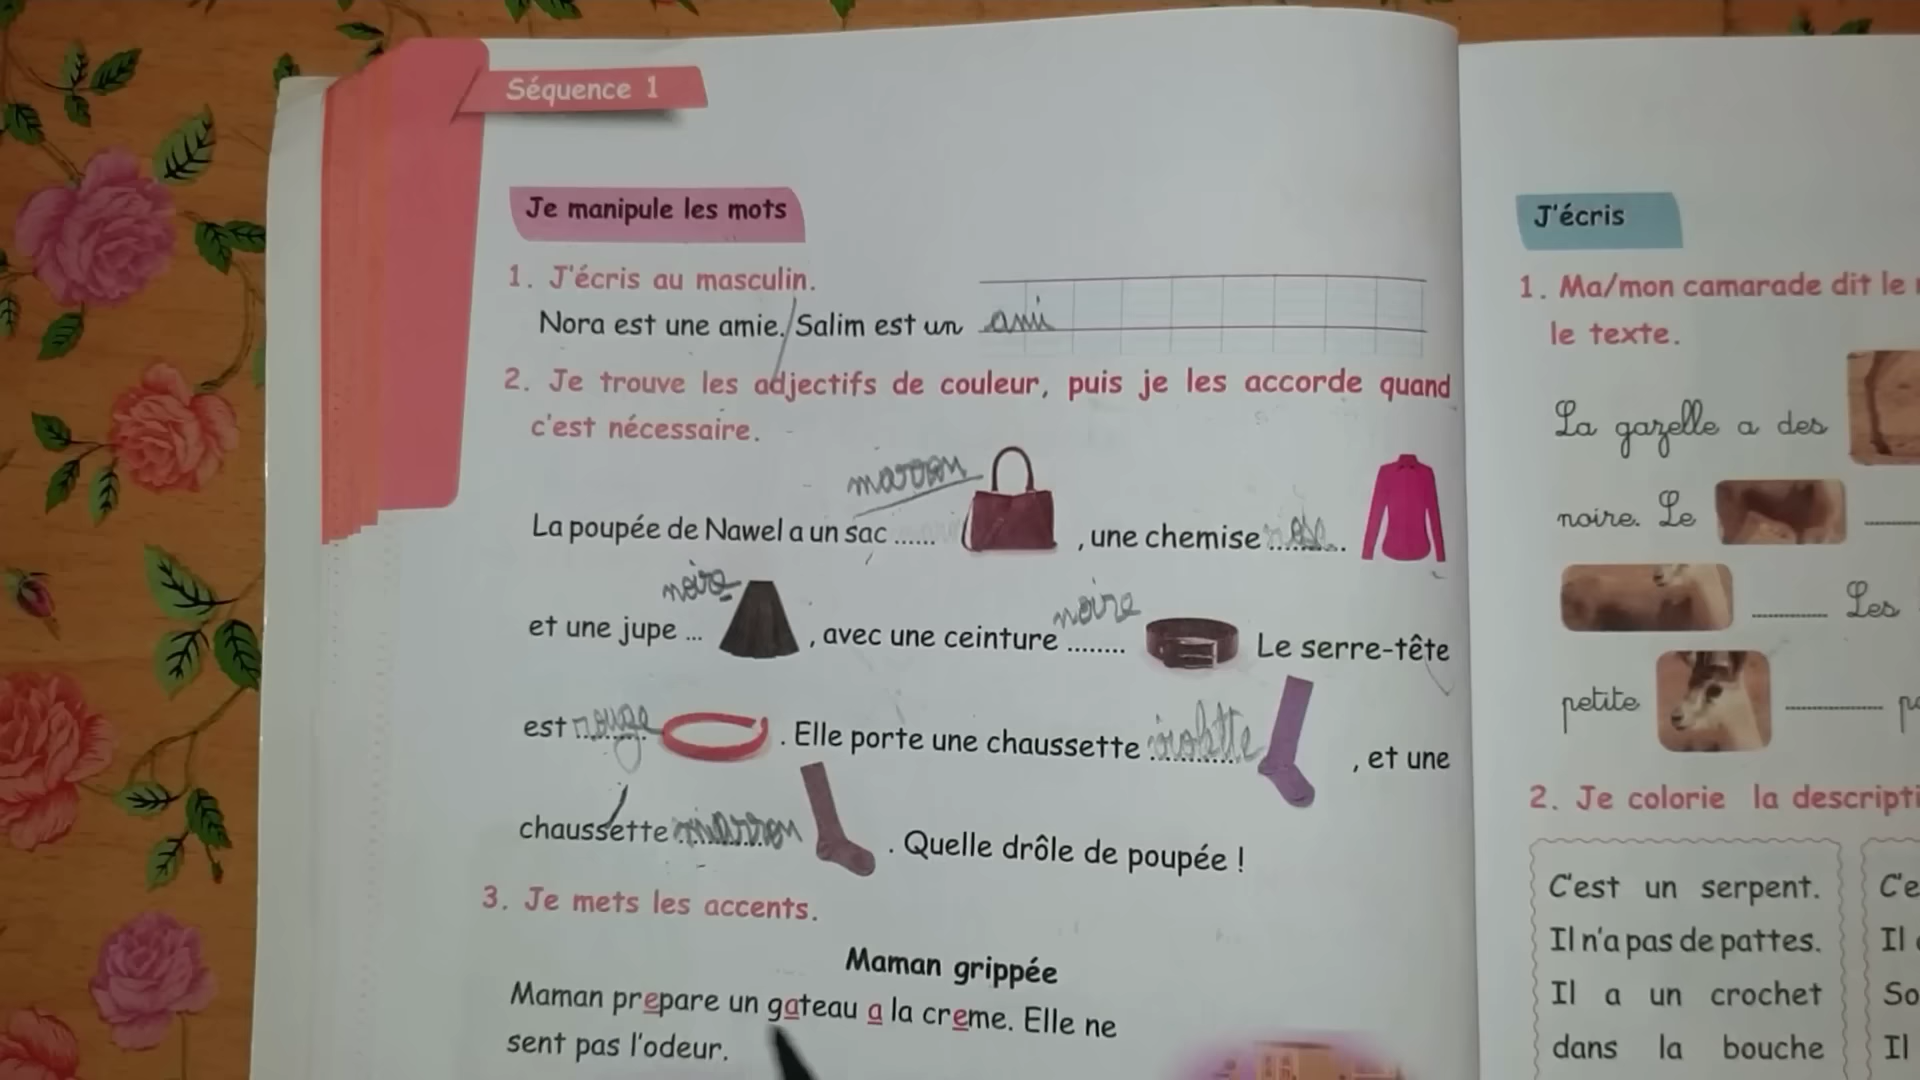 Séquence 1
Je manipule les mots
1. J'écris au masculin.
Nora est une amie. / Salim est un ami
2. Je trouve les adjectifs de couleur, puis je les accorde quand
c'est nécessaire.
marron
La poupée de Nawel a un sac ...... , une chemise rose
noire
noire
et une jupe ... , avec une ceinture ........ Le serre-tête
est rouge . Elle porte une chaussette violette , et une
chaussette marron . Quelle drôle de poupée !
3. Je mets les accents.
Maman grippée
Maman prepare un gateau a la creme. Elle ne
sent pas l'odeur.
J'écris
1. Ma/mon camarade dit le
le texte.
La gazelle a des
noire. Le
Les
petite
2. Je colorie la descripti
C'est un serpent.
Il n'a pas de pattes.
Il a un crochet
dans la bouche
C'e
Il
So
Il